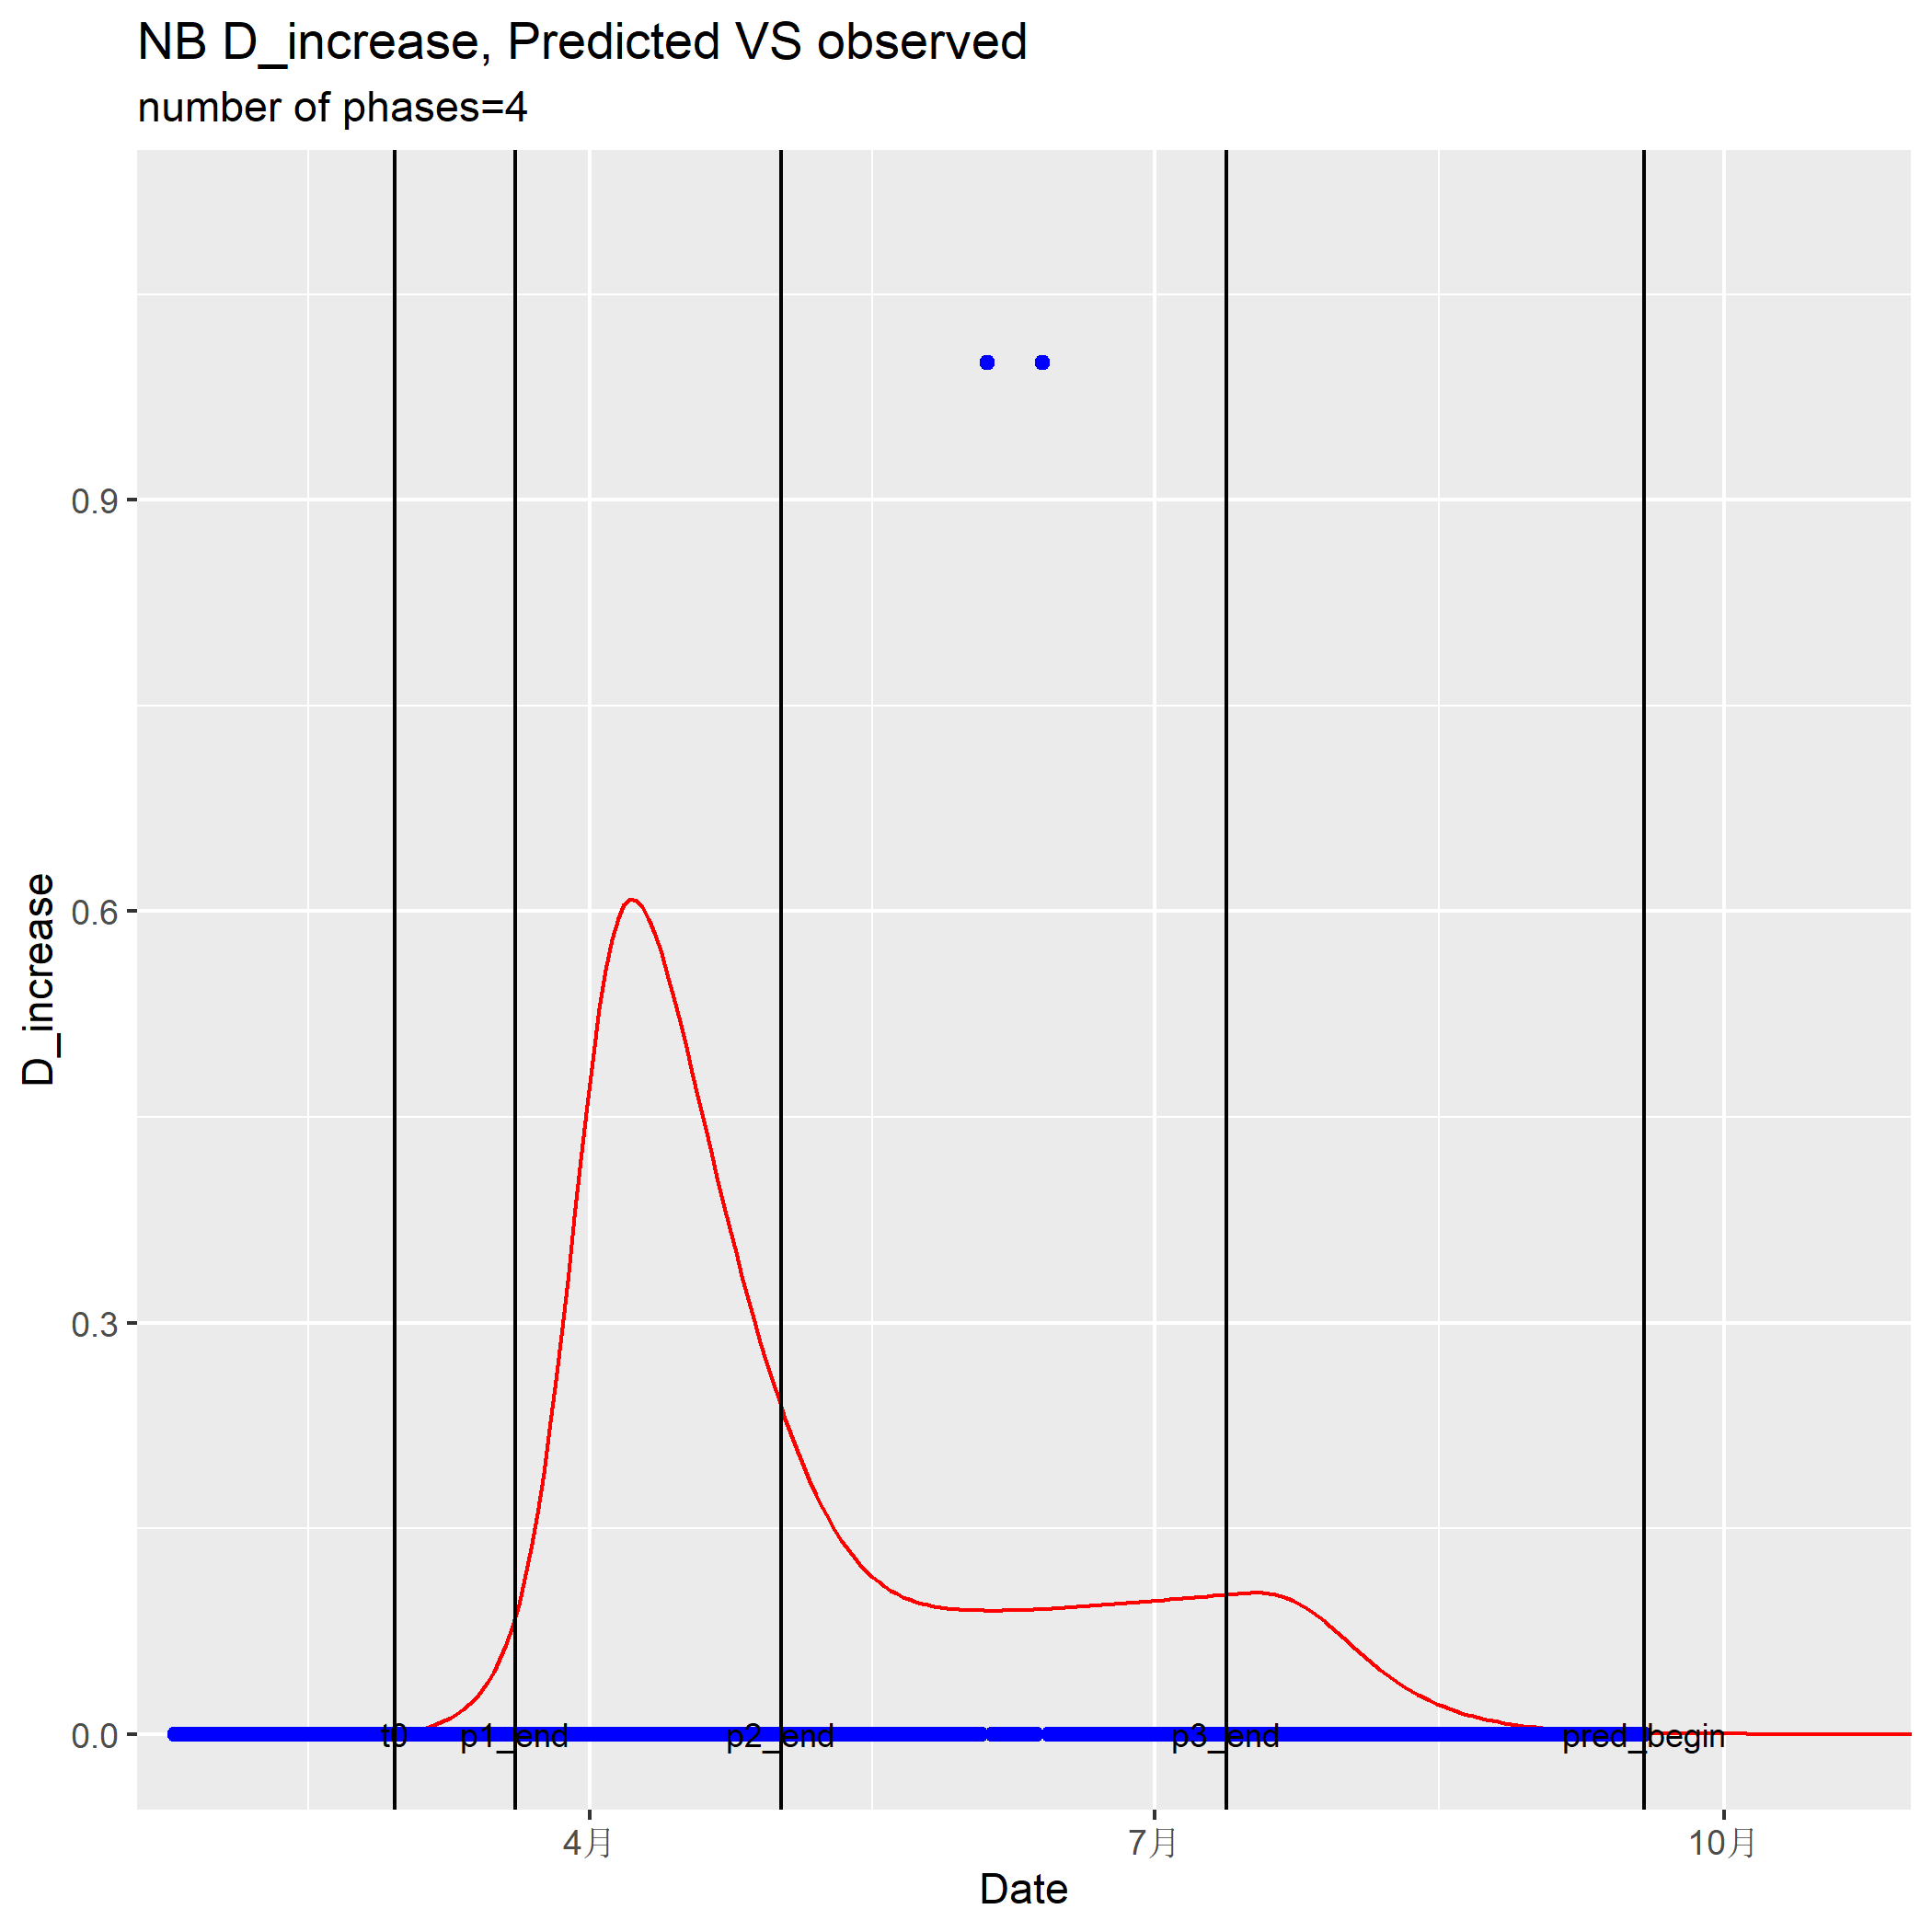 NB D_increase, Predicted VS observed
number of phases=4
D_increase
0.9
0.6
0.3
0.0
t0
p1_end
p2_end
p3_end
pred_begin
4月
7月
10月
Date